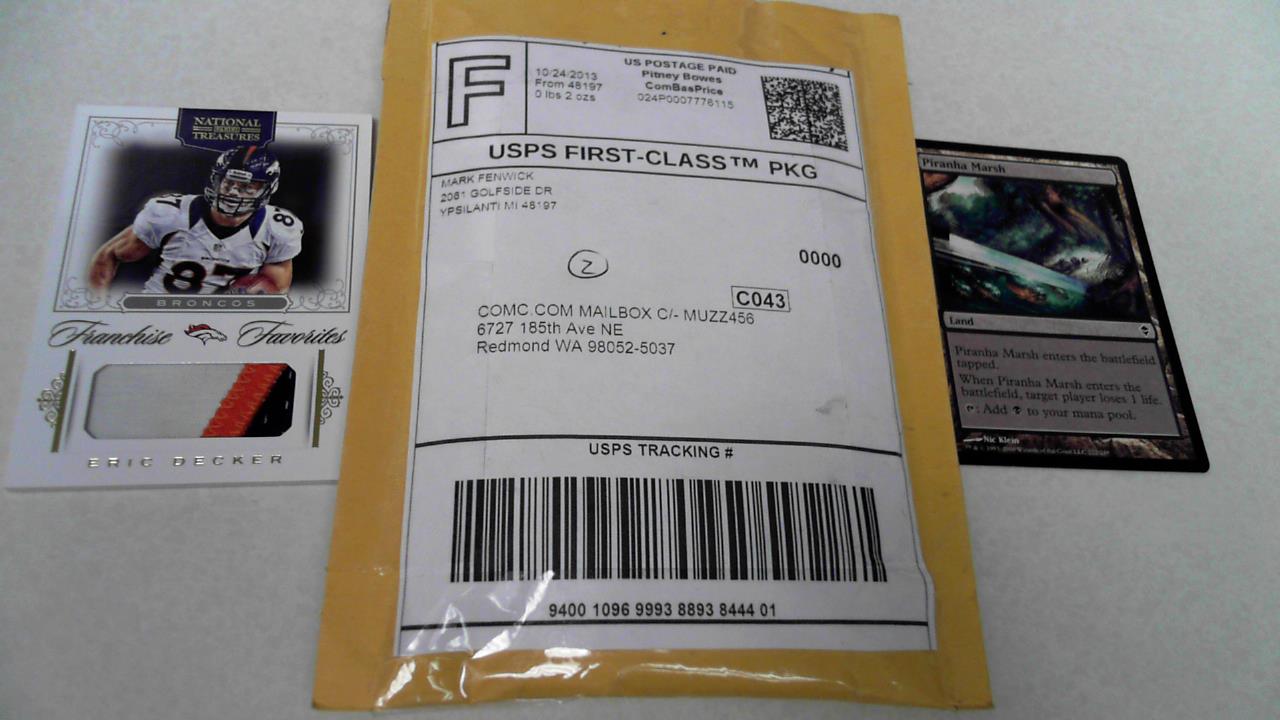 NATIONAL
TREASURES
87
87
BRONCOS
Franchise Favorites
ERIC DECKER
F
10/24/2013
From 48197
0 lbs 2 ozs
US POSTAGE PAID
Pitney Bowes
ComBasPrice
024P0007776115
USPS FIRST-CLASS™ PKG
MARK FENWICK
2081 GOLFSIDE DR
YPSILANTI MI 48197
2
0000
C043
COMC.COM MAILBOX C/- MUZZ456
6727 185th Ave NE
Redmond WA 98052-5037
USPS TRACKING #
9400 1096 9993 8893 8444 01
Piranha Marsh
Land
Piranha Marsh enters the battlefield
tapped.
When Piranha Marsh enters the
battlefield, target player loses 1 life.
: Add to your mana pool.
Nic Klein